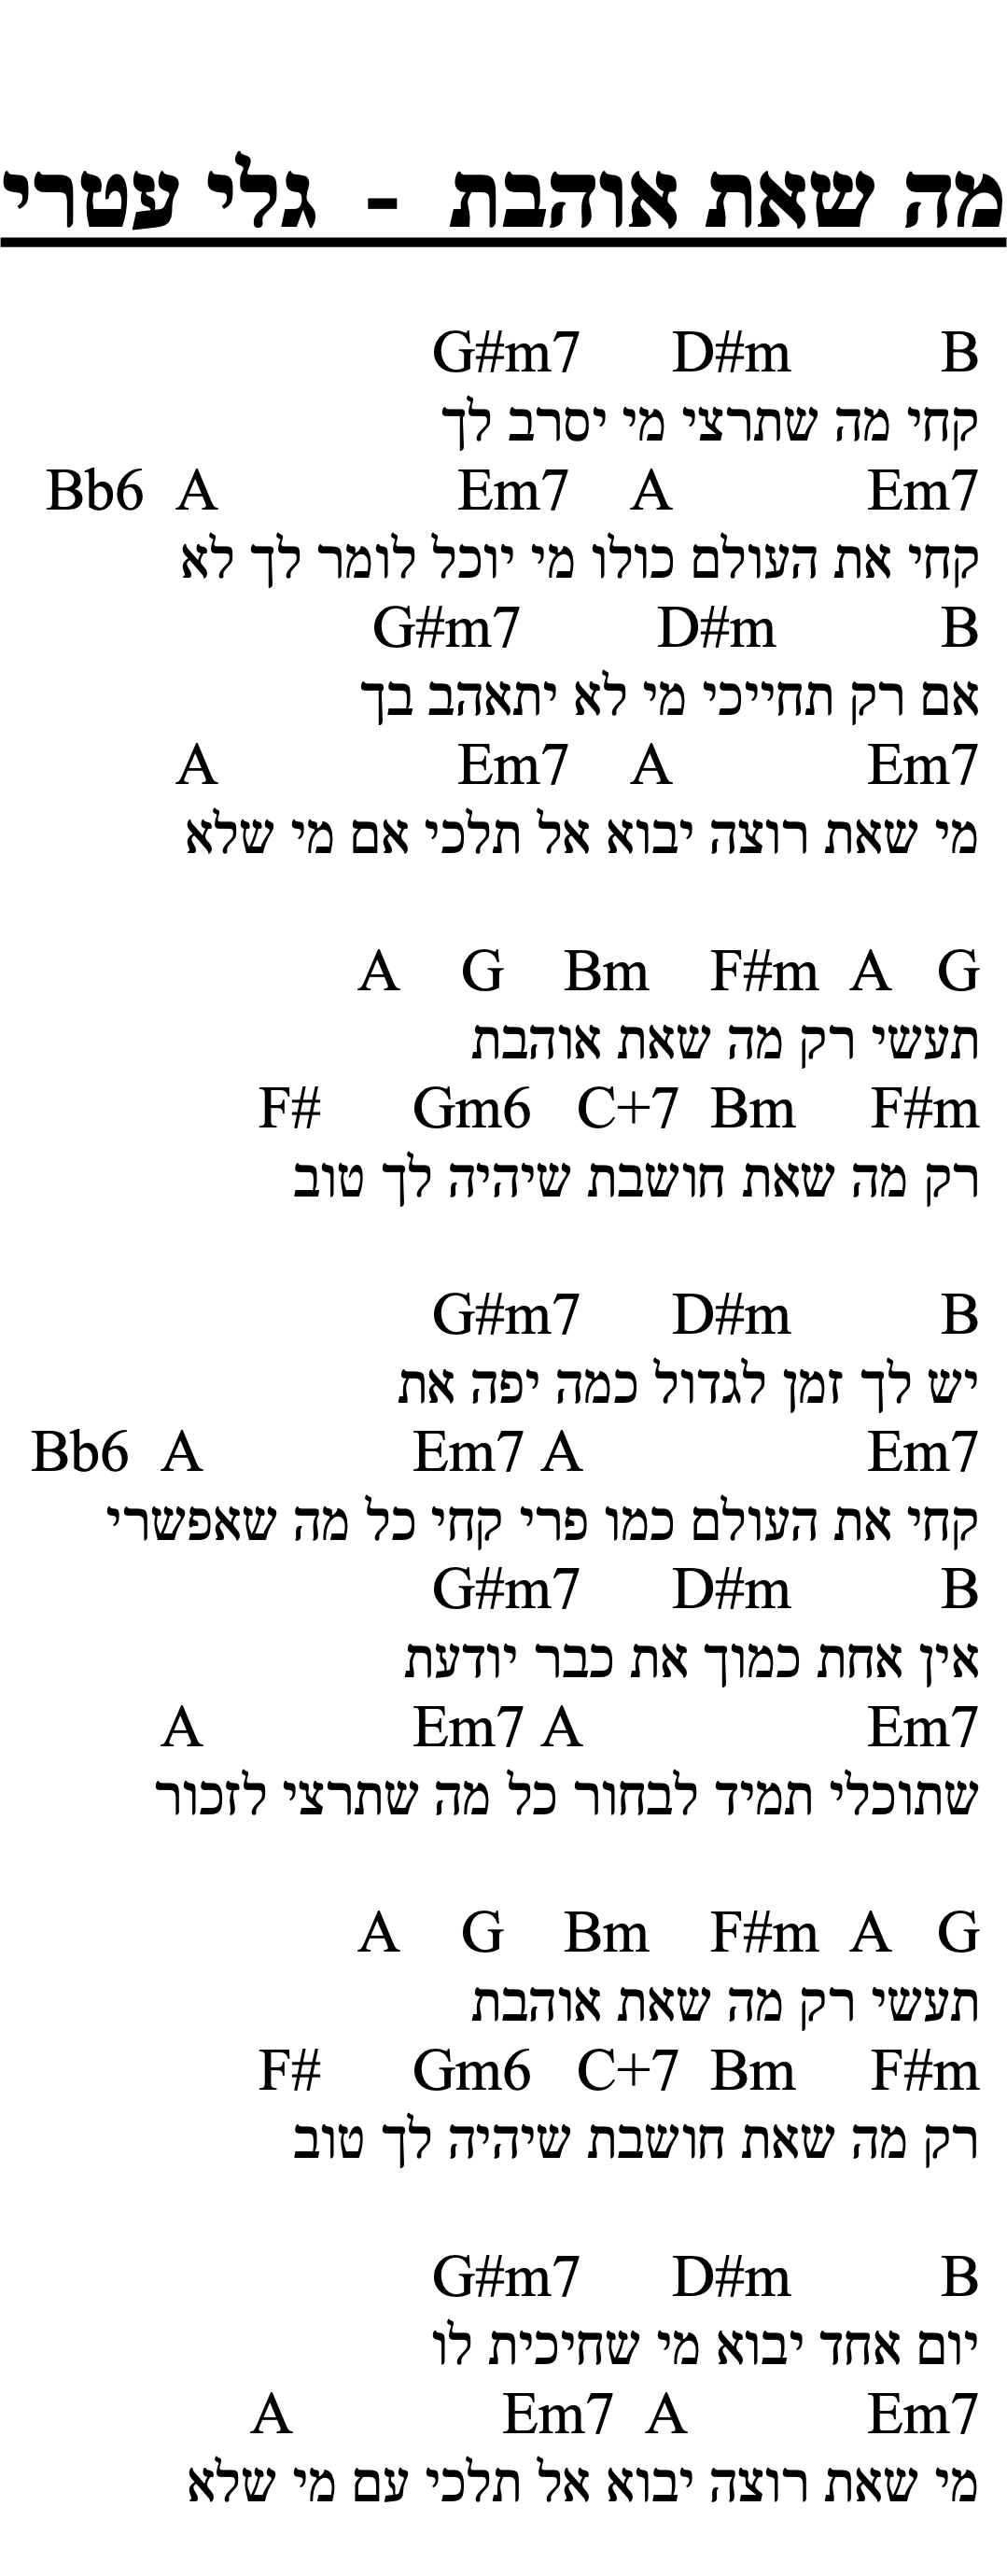 מה שאת אוהבת - גלי עטרי
G#m7 D#m B
קחי מה שתרצי מי יסרב לך
Bb6 A Em7 A Em7
קחי את העולם כולו מי יוכל לומר לך לא
G#m7 D#m B
אם רק תחייכי מי לא יתאהב בך
A Em7 A Em7
מי שאת רוצה יבוא אל תלכי אם מי שלא
A G Bm F#m A G
תעשי רק מה שאת אוהבת
F# Gm6 C+7 Bm F#m
רק מה שאת חושבת שיהיה לך טוב
G#m7 D#m B
יש לך זמן לגדול כמה יפה את
Bb6 A Em7 A Em7
קחי את העולם כמו פרי קחי כל מה שאפשרי
G#m7 D#m B
אין אחת כמוך את כבר יודעת
A Em7 A Em7
שתוכלי תמיד לבחור כל מה שתרצי לזכור
A G Bm F#m A G
תעשי רק מה שאת אוהבת
F# Gm6 C+7 Bm F#m
רק מה שאת חושבת שיהיה לך טוב
G#m7 D#m B
יום אחד יבוא מי שחיכית לו
A Em7 A Em7
מי שאת רוצה יבוא אל תלכי עם מי שלא